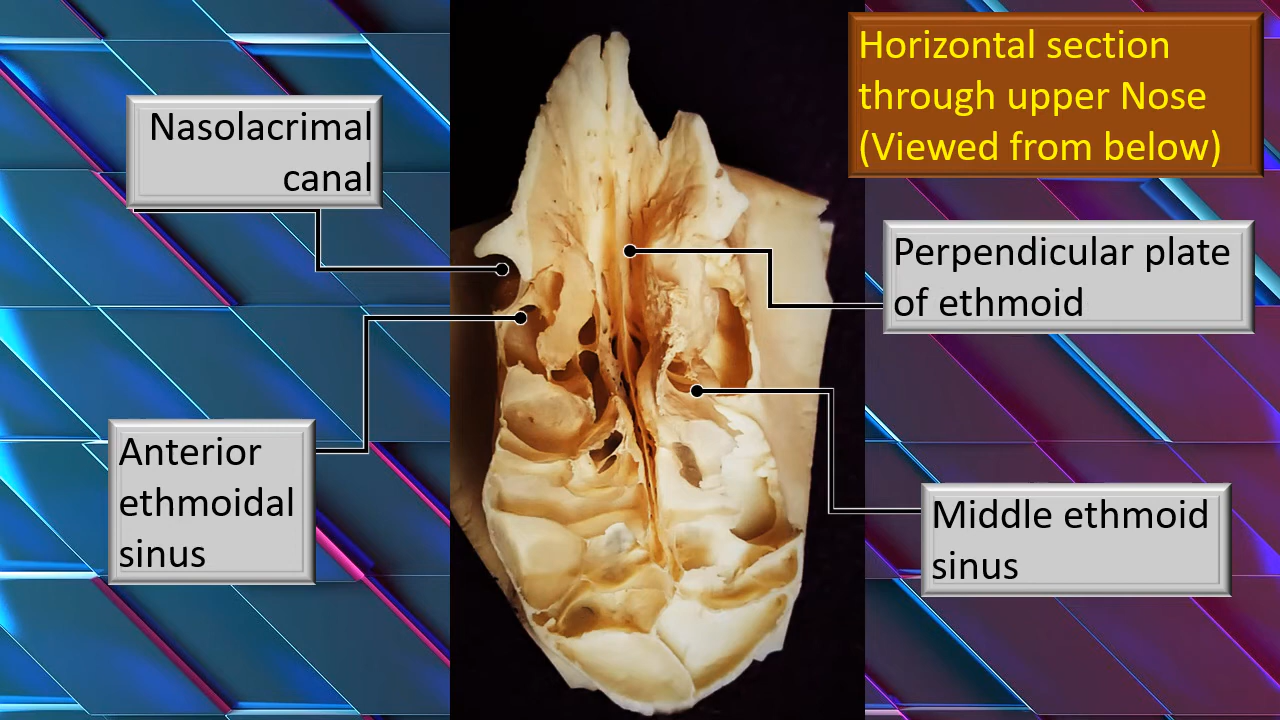 Horizontal section
through upper Nose
(Viewed from below)
Nasolacrimal
canal
Perpendicular plate
of ethmoid
Anterior
ethmoidal
sinus
Middle ethmoid
sinus